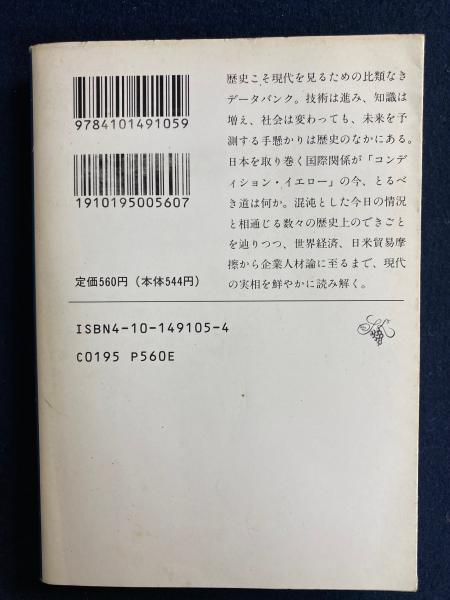 9784101491059
1910195005607
定価560円（本体544円）
ISBN4-10-149105-4
C0195 P560E
歴史こそ現代を見るための比類なき
データバンク。技術は進み、知識は
増え、社会は変わっても、未来を予
測する手懸かりは歴史のなかにある。
日本を取り巻く国際関係が「コンデ
ィション・イエロー」の今、とるべ
き道は何か。混沌とした今日の情況
と相通じる数々の歴史上のできごと
を辿りつつ、世界経済、日米貿易摩
擦から企業人材論に至るまで、現代
の実相を鮮やかに読み解く。